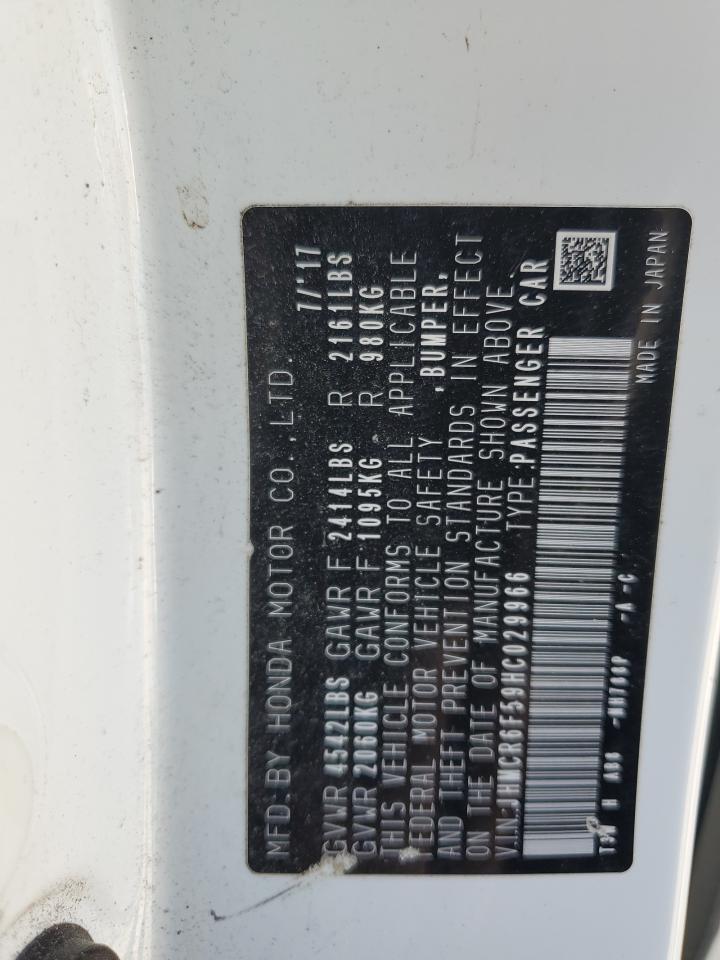 MFD.BY HONDA MOTOR CO.,LTD. 7/'17
GVWR 4542LBS GAWR F 2414LBS R 2161LBS
GVWR 2060KG GAWR F 1095KG R 980KG
THIS VEHICLE CONFORMS TO ALL APPLICABLE
FEDERAL MOTOR VEHICLE SAFETY ,BUMPER,
AND THEFT PREVENTION STANDARDS IN EFFECT
ON THE DATE OF MANUFACTURE SHOWN ABOVE.
V.I.N.:JHMCR6F59HC029966 TYPE:PASSENGER CAR
H -A -C
MADE IN JAPAN